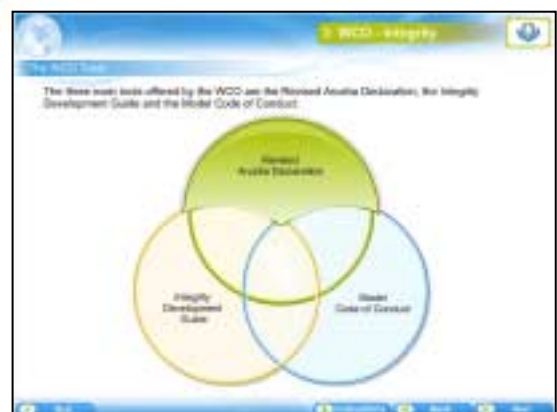 3 WCO - Integrity
The WCO Tools
The three main tools offered by the WCO are the Revised Arusha Declaration, the Integrity
Development Guide and the Model Code of Conduct
Revised
Arusha Declaration
Integrity
Development
Guide
Model
Code of Conduct